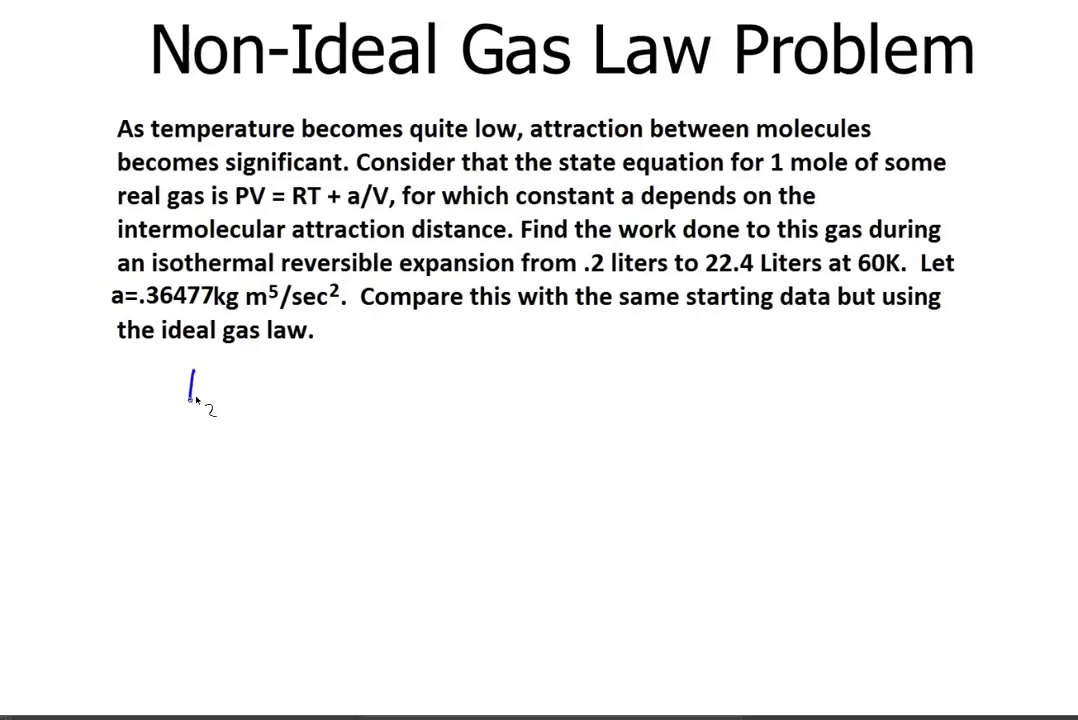 Non-Ideal Gas Law Problem
As temperature becomes quite low, attraction between molecules
becomes significant. Consider that the state equation for 1 mole of some
real gas is PV = RT + a/V, for which constant a depends on the
intermolecular attraction distance. Find the work done to this gas during
an isothermal reversible expansion from .2 liters to 22.4 Liters at 60K. Let
a=.36477kg m⁵/sec². Compare this with the same starting data but using
the ideal gas law.